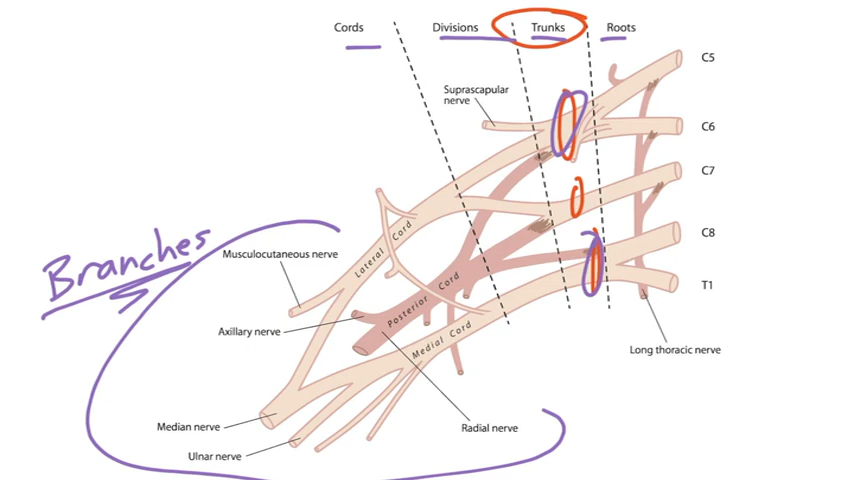 Cords
Divisions
Trunks
Roots
C5
Suprascapular
nerve
C6
C7
C8
T1
Branches
Musculocutaneous nerve
Lateral Cord
Posterior Cord
Axillary nerve
Medial Cord
Long thoracic nerve
Median nerve
Radial nerve
Ulnar nerve